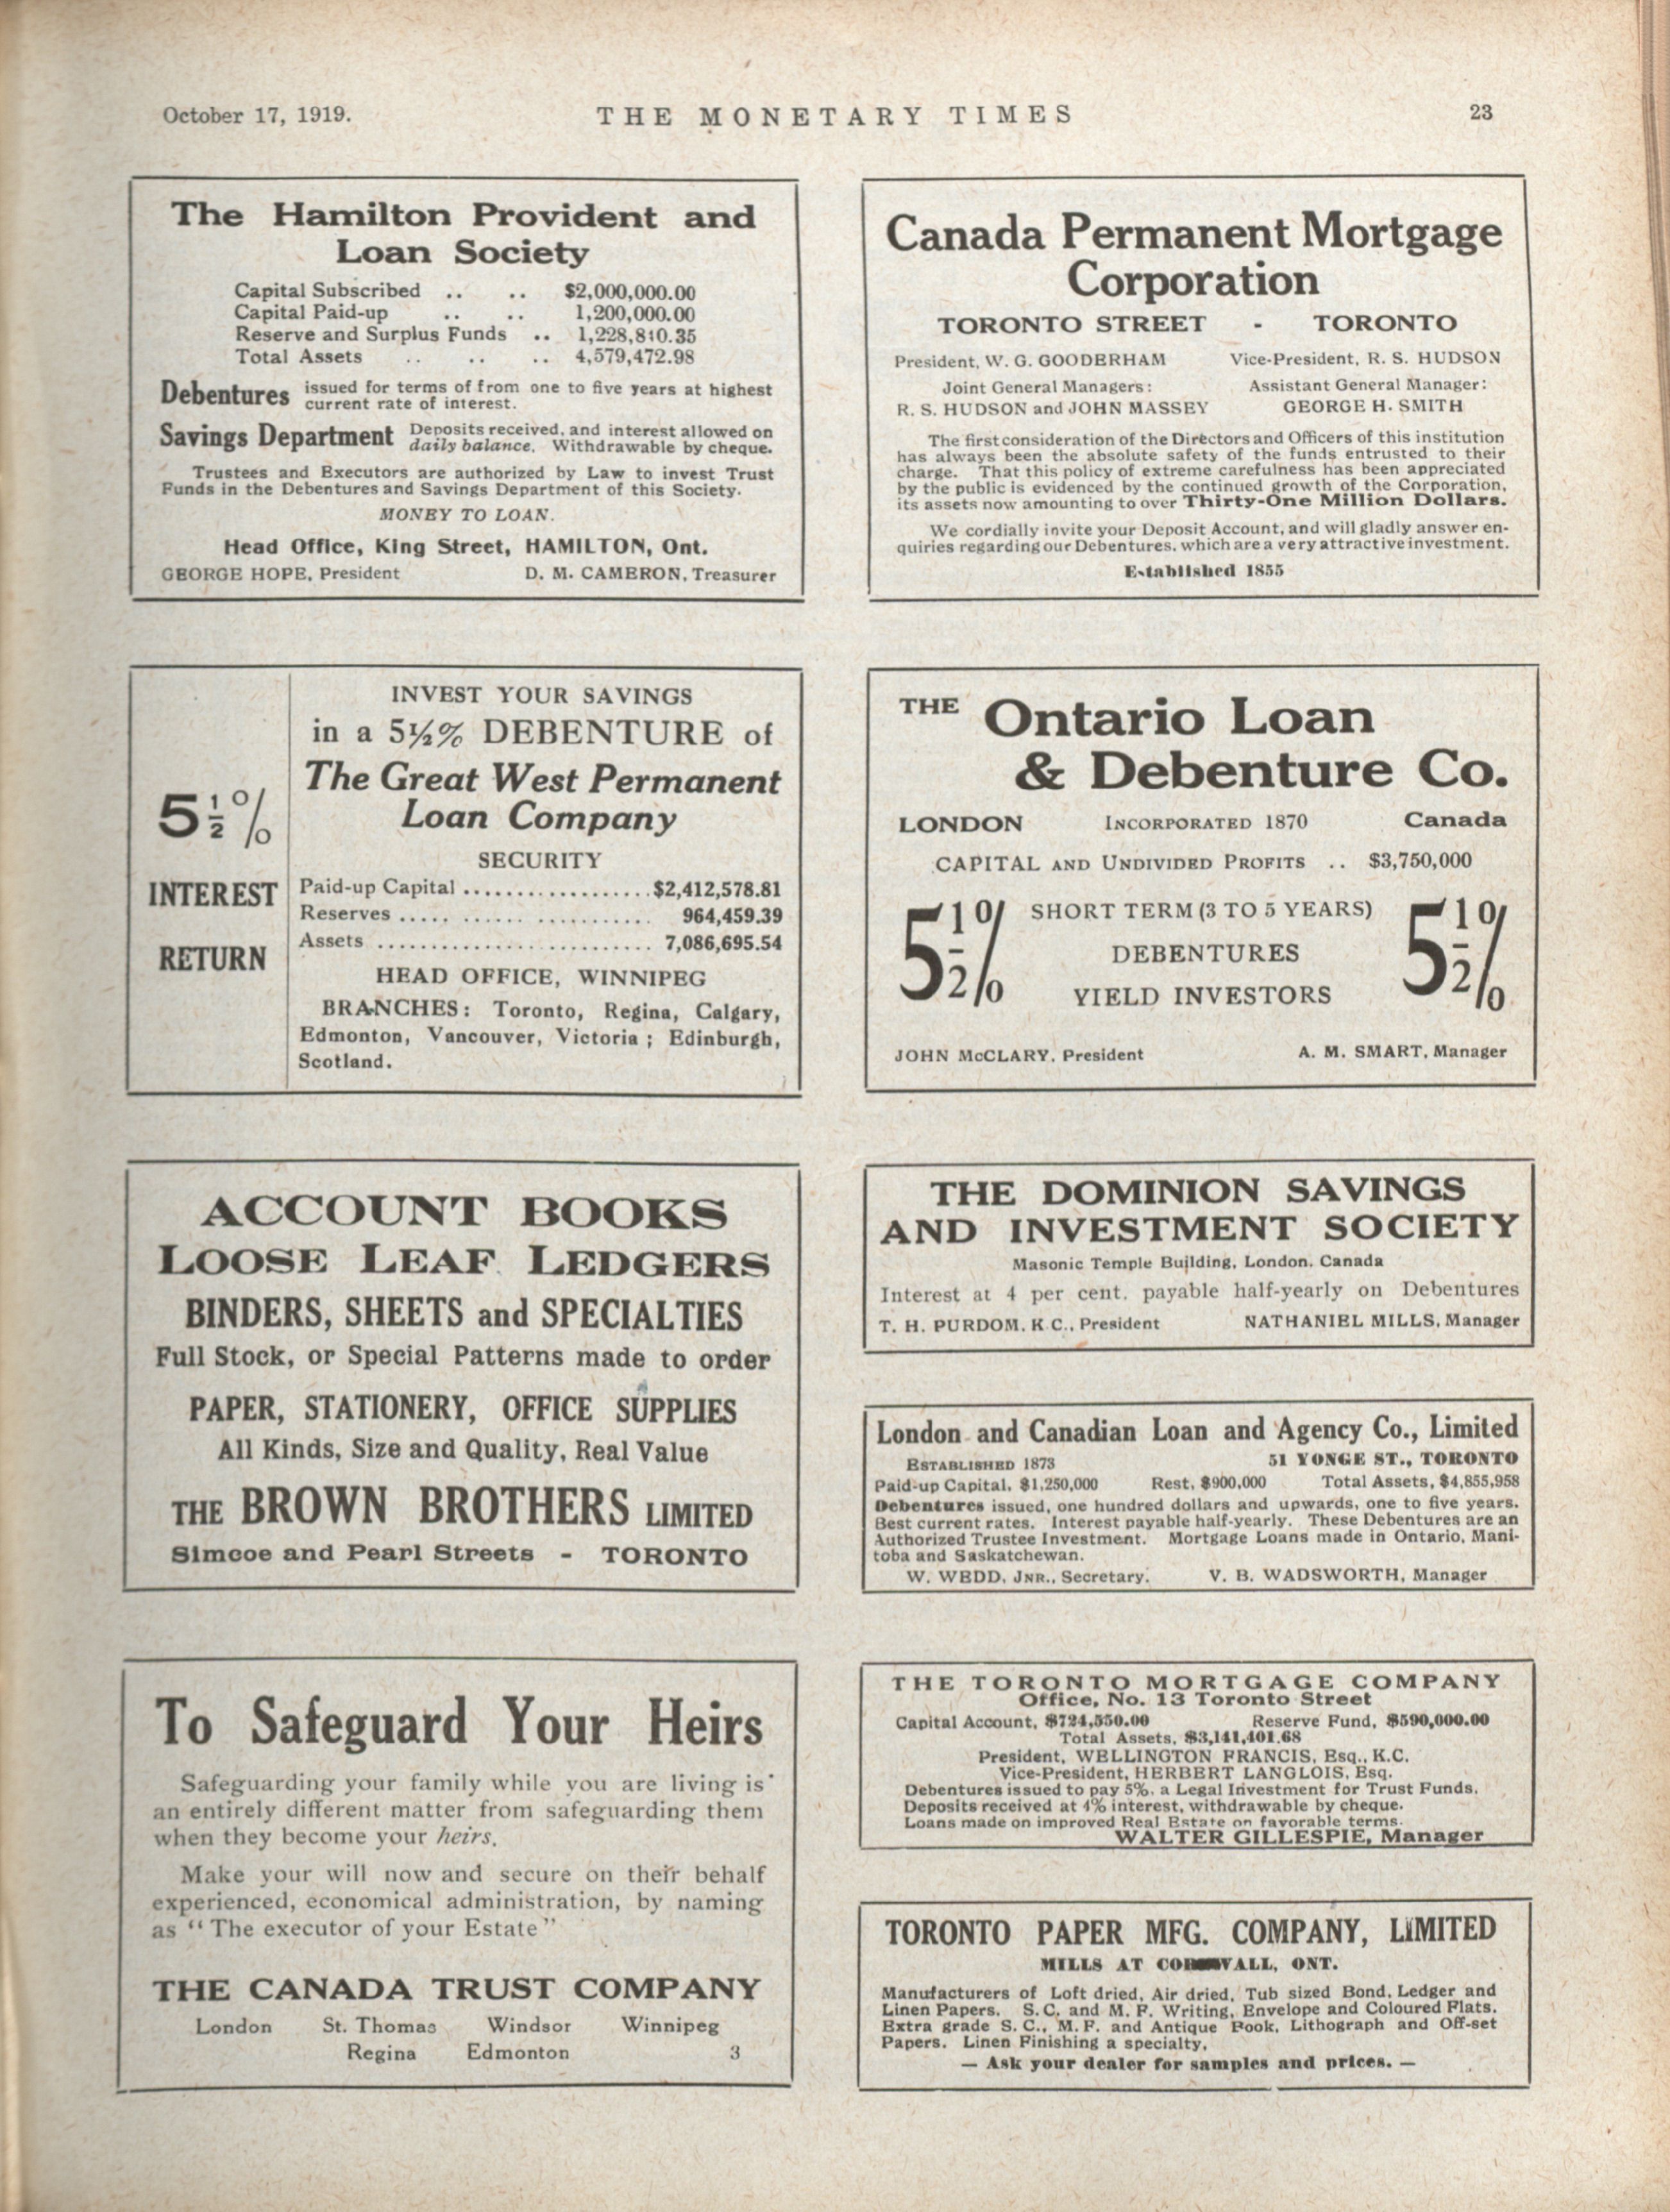 October 17, 1919.
THE MONETARY TIMES
23
The Hamilton Provident and
Loan Society
Capital Subscribed .. .. $2,000,000.00
Capital Paid-up .. .. 1,200,000.00
Reserve and Surplus Funds .. 1,228,810.35
Total Assets .. .. .. 4,579,472.98
Debentures issued for terms of from one to five years at highest
current rate of interest.
Savings Department Deposits received, and interest allowed on
daily balance. Withdrawable by cheque.
Trustees and Executors are authorized by Law to invest Trust
Funds in the Debentures and Savings Department of this Society.
MONEY TO LOAN.
Head Office, King Street, HAMILTON, Ont.
GEORGE HOPE, President D. M. CAMERON, Treasurer
Canada Permanent Mortgage
Corporation
TORONTO STREET - TORONTO
President, W. G. GOODERHAM Vice-President, R. S. HUDSON
Joint General Managers: Assistant General Manager:
R. S. HUDSON and JOHN MASSEY GEORGE H. SMITH
The first consideration of the Directors and Officers of this institution
has always been the absolute safety of the funds entrusted to their
charge. That this policy of extreme carefulness has been appreciated
by the public is evidenced by the continued growth of the Corporation,
its assets now amounting to over Thirty-One Million Dollars.
We cordially invite your Deposit Account, and will gladly answer en-
quiries regarding our Debentures, which are a very attractive investment.
Established 1855
5½%
INTEREST
RETURN
INVEST YOUR SAVINGS
in a 5½% DEBENTURE of
The Great West Permanent
Loan Company
SECURITY
Paid-up Capital .................. $2,412,578.81
Reserves ..... ...... ........... 964,459.39
Assets .......................... 7,086,695.54
HEAD OFFICE, WINNIPEG
BRANCHES: Toronto, Regina, Calgary,
Edmonton, Vancouver, Victoria; Edinburgh,
Scotland.
THE Ontario Loan
& Debenture Co.
LONDON INCORPORATED 1870 Canada
CAPITAL AND UNDIVIDED PROFITS .. $3,750,000
5½% SHORT TERM (3 TO 5 YEARS) 5½%
DEBENTURES
YIELD INVESTORS
JOHN McCLARY, President A. M. SMART, Manager
ACCOUNT BOOKS
LOOSE LEAF LEDGERS
BINDERS, SHEETS and SPECIALTIES
Full Stock, or Special Patterns made to order
PAPER, STATIONERY, OFFICE SUPPLIES
All Kinds, Size and Quality, Real Value
THE BROWN BROTHERS LIMITED
Simcoe and Pearl Streets - TORONTO
THE DOMINION SAVINGS
AND INVESTMENT SOCIETY
Masonic Temple Building, London, Canada
Interest at 4 per cent. payable half-yearly on Debentures
T. H. PURDOM, K.C., President NATHANIEL MILLS, Manager
London and Canadian Loan and Agency Co., Limited
ESTABLISHED 1873 51 YONGE ST., TORONTO
Paid-up Capital, $1,250,000 Rest, $900,000 Total Assets, $4,855,958
Debentures issued, one hundred dollars and upwards, one to five years.
Best current rates. Interest payable half-yearly. These Debentures are an
Authorized Trustee Investment. Mortgage Loans made in Ontario, Mani-
toba and Saskatchewan.
W. WEDD, JNR., Secretary. V. B. WADSWORTH, Manager
To Safeguard Your Heirs
Safeguarding your family while you are living is
an entirely different matter from safeguarding them
when they become your heirs.
Make your will now and secure on their behalf
experienced, economical administration, by naming
as "The executor of your Estate"
THE CANADA TRUST COMPANY
London St. Thomas Windsor Winnipeg
Regina Edmonton 3
THE TORONTO MORTGAGE COMPANY
Office, No. 13 Toronto Street
Capital Account, $724,550.00 Reserve Fund, $590,000.00
Total Assets, $3,141,401.68
President, WELLINGTON FRANCIS, Esq., K.C.
Vice-President, HERBERT LANGLOIS, Esq.
Debentures issued to pay 5%, a Legal Investment for Trust Funds.
Deposits received at 4% interest, withdrawable by cheque.
Loans made on improved Real Estate on favorable terms.
WALTER GILLESPIE, Manager
TORONTO PAPER MFG. COMPANY, LIMITED
MILLS AT CORNWALL, ONT.
Manufacturers of Loft dried, Air dried, Tub sized Bond, Ledger and
Linen Papers. S. C. and M. F. Writing, Envelope and Coloured Flats.
Extra grade S. C., M. F. and Antique Book, Lithograph and Off-set
Papers. Linen Finishing a specialty.
— Ask your dealer for samples and prices. —